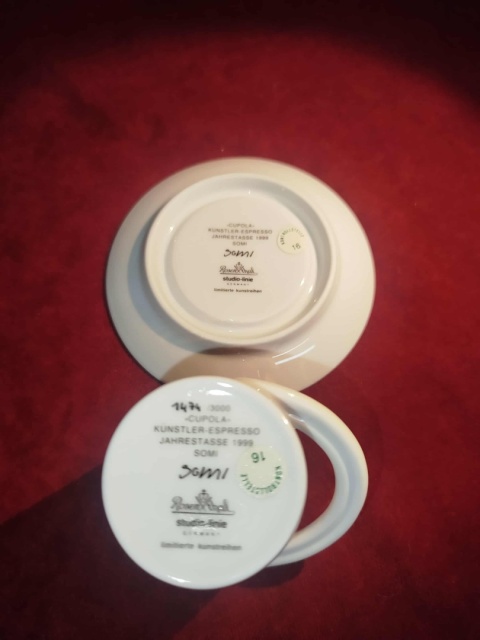 -CUPOLA-
KÜNSTLER-ESPRESSO
JAHRESTASSE 1999
SOMI
Somi
Rosenthal
studio-linie
GERMANY
limitierte kunstreihen
16
1474 /3000
-CUPOLA-
KÜNSTLER-ESPRESSO
JAHRESTASSE 1999
SOMI
Somi
16
Rosenthal
studio-linie
GERMANY
limitierte kunstreihen